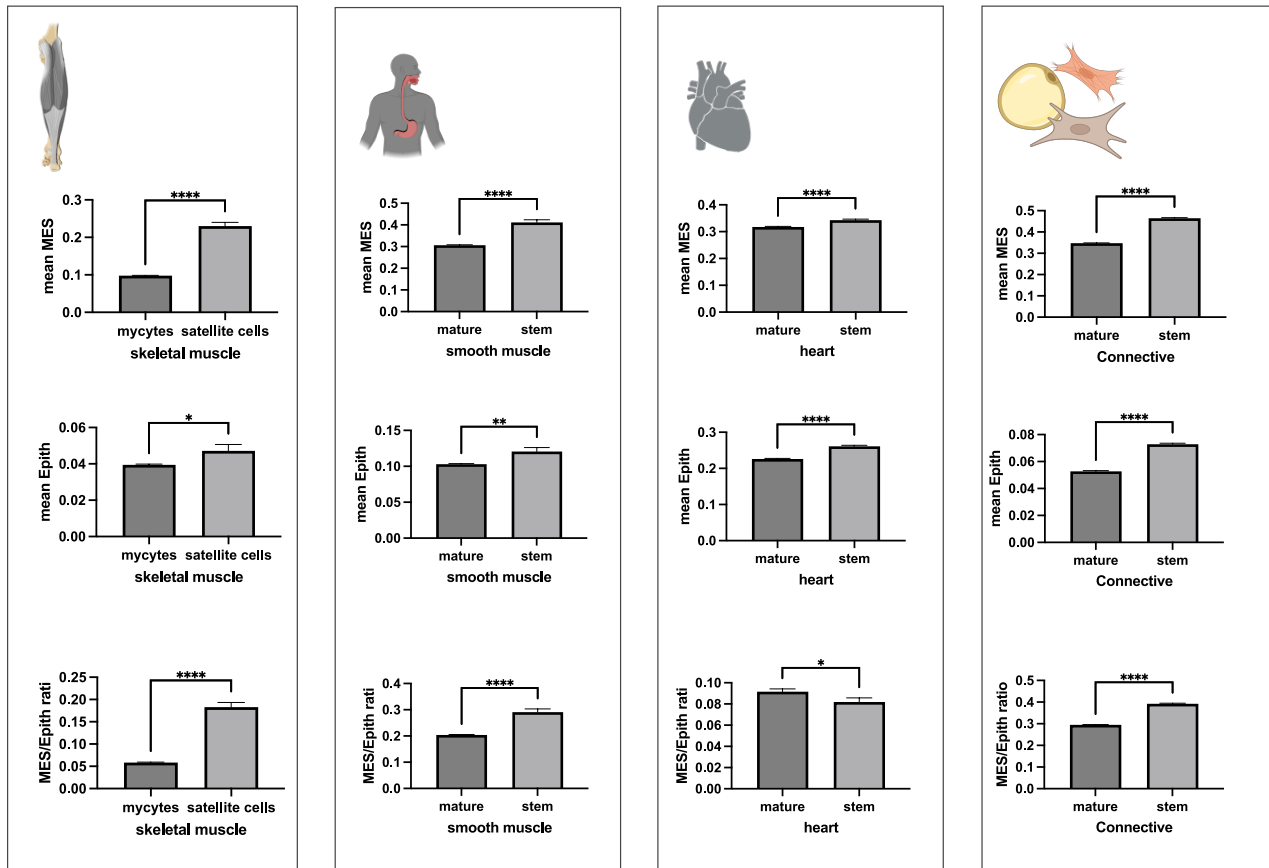 mean MES
0.3
0.2
0.1
0.0
****
mycytes satellite cells
skeletal muscle
mean Epith
0.06
0.04
0.02
0.00
*
mycytes satellite cells
skeletal muscle
MES/Epith rati
0.25
0.20
0.15
0.10
0.05
0.00
****
mycytes satellite cells
skeletal muscle
mean MES
0.5
0.4
0.3
0.2
0.1
0.0
****
mature stem
smooth muscle
mean Epith
0.15
0.10
0.05
0.00
**
mature stem
smooth muscle
MES/Epith rati
0.4
0.3
0.2
0.1
0.0
****
mature stem
smooth muscle
mean MES
0.4
0.3
0.2
0.1
0.0
****
mature stem
heart
mean Epith
0.3
0.2
0.1
0.0
****
mature stem
heart
MES/Epith rati
0.10
0.08
0.06
0.04
0.02
0.00
*
mature stem
heart
mean MES
0.5
0.4
0.3
0.2
0.1
0.0
****
mature stem
Connective
mean Epith
0.08
0.06
0.04
0.02
0.00
****
mature stem
Connective
MES/Epith ratio
0.5
0.4
0.3
0.2
0.1
0.0
****
mature stem
Connective